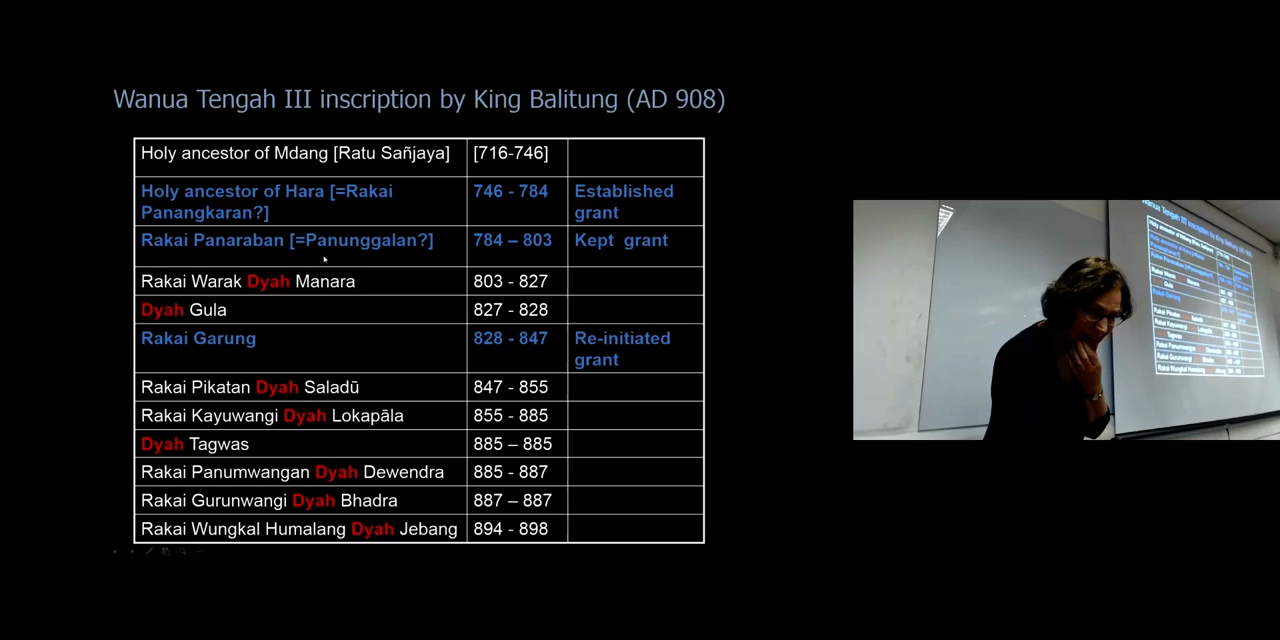 Wanua Tengah III inscription by King Balitung (AD 908)
Holy ancestor of Mdang [Ratu Sañjaya] [716-746]
Holy ancestor of Hara [=Rakai Panangkaran?] 746 - 784 Established grant
Rakai Panaraban [=Panunggalan?] 784 – 803 Kept grant
Rakai Warak Dyah Manara 803 - 827
Dyah Gula 827 - 828
Rakai Garung 828 - 847 Re-initiated grant
Rakai Pikatan Dyah Saladū 847 - 855
Rakai Kayuwangi Dyah Lokapāla 855 - 885
Dyah Tagwas 885 – 885
Rakai Panumwangan Dyah Dewendra 885 - 887
Rakai Gurunwangi Dyah Bhadra 887 – 887
Rakai Wungkal Humalang Dyah Jebang 894 - 898